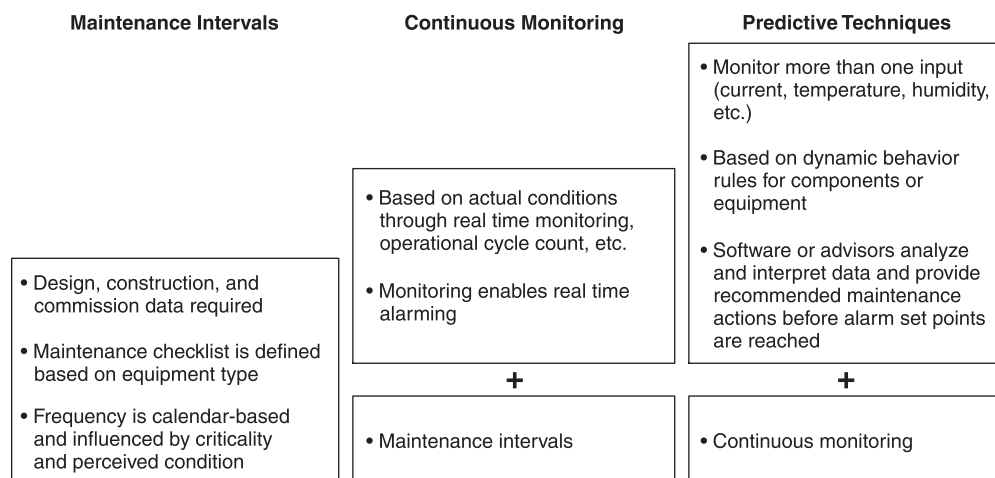 Maintenance Intervals
• Design, construction, and
commission data required
• Maintenance checklist is defined
based on equipment type
• Frequency is calendar-based
and influenced by criticality
and perceived condition
Continuous Monitoring
• Based on actual conditions
through real time monitoring,
operational cycle count, etc.
• Monitoring enables real time
alarming
+
• Maintenance intervals
Predictive Techniques
• Monitor more than one input
(current, temperature, humidity,
etc.)
• Based on dynamic behavior
rules for components or
equipment
• Software or advisors analyze
and interpret data and provide
recommended maintenance
actions before alarm set points
are reached
+
• Continuous monitoring